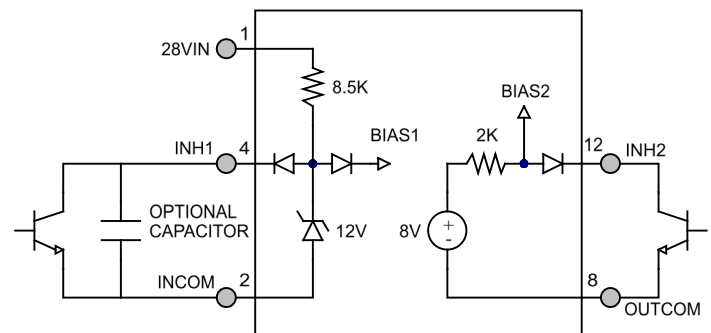 1
28VIN
8.5K
BIAS2
BIAS1
2K
INH1
4
12
INH2
OPTIONAL
CAPACITOR
12V
8V
+
-
INCOM
2
8
OUTCOM